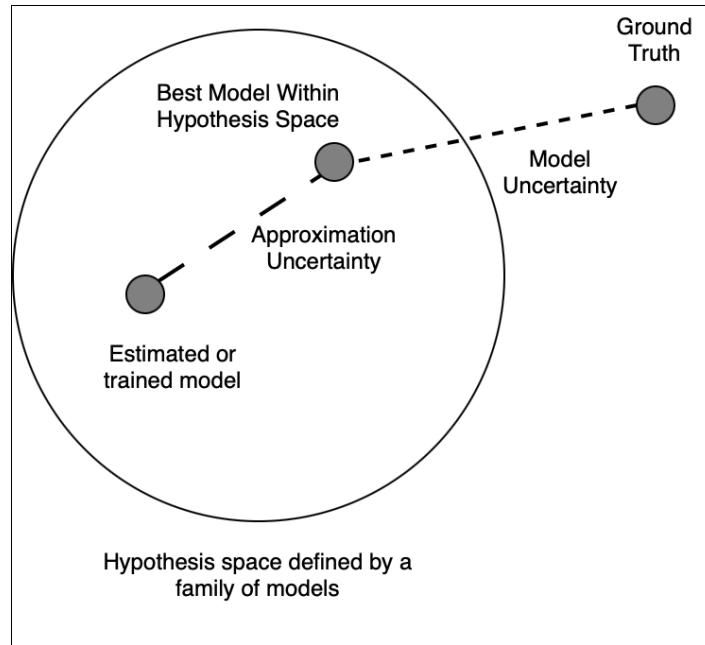 Ground
Truth
Best Model Within
Hypothesis Space
Model
Uncertainty
Approximation
Uncertainty
Estimated or
trained model
Hypothesis space defined by a
family of models